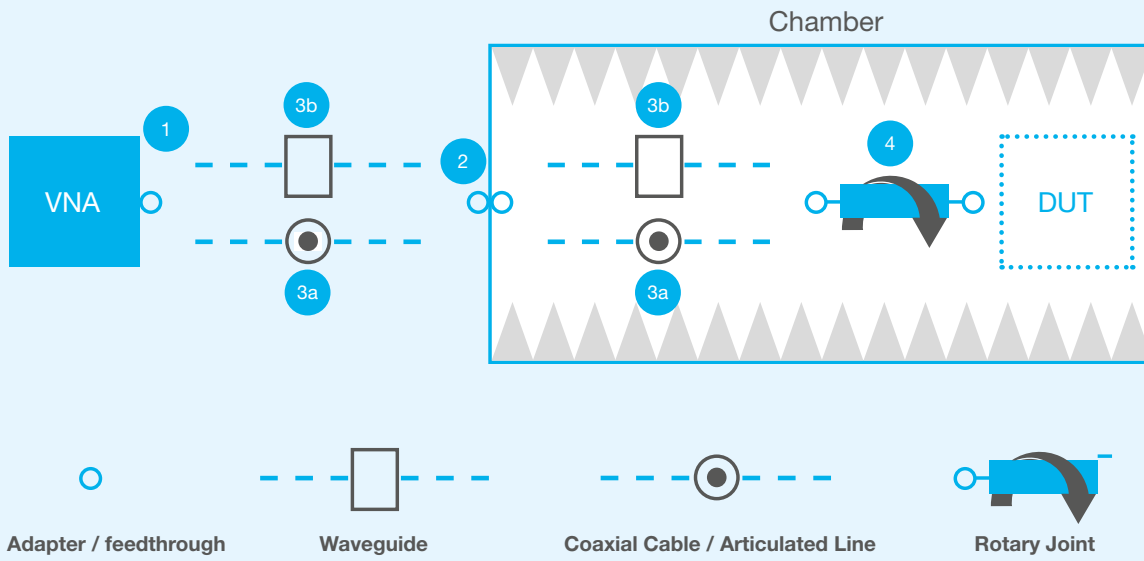 Chamber
1
3b
3b
2
4
VNA
DUT
3a
3a
Adapter / feedthrough
Waveguide
Coaxial Cable / Articulated Line
Rotary Joint